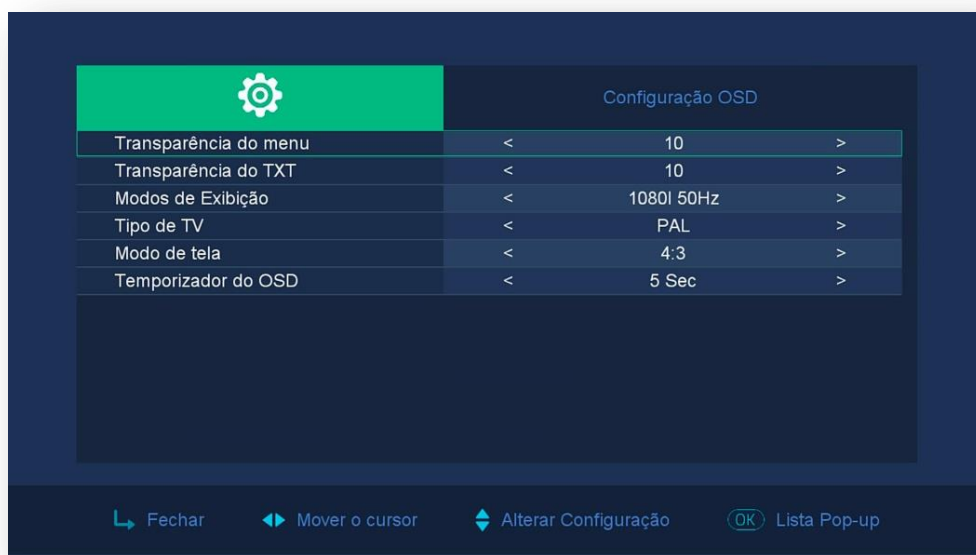 Configuração OSD
Transparência do menu < 10 >
Transparência do TXT < 10 >
Modos de Exibição < 1080I 50Hz >
Tipo de TV < PAL >
Modo de tela < 4:3 >
Temporizador do OSD < 5 Sec >
Fechar Mover o cursor Alterar Configuração OK Lista Pop-up